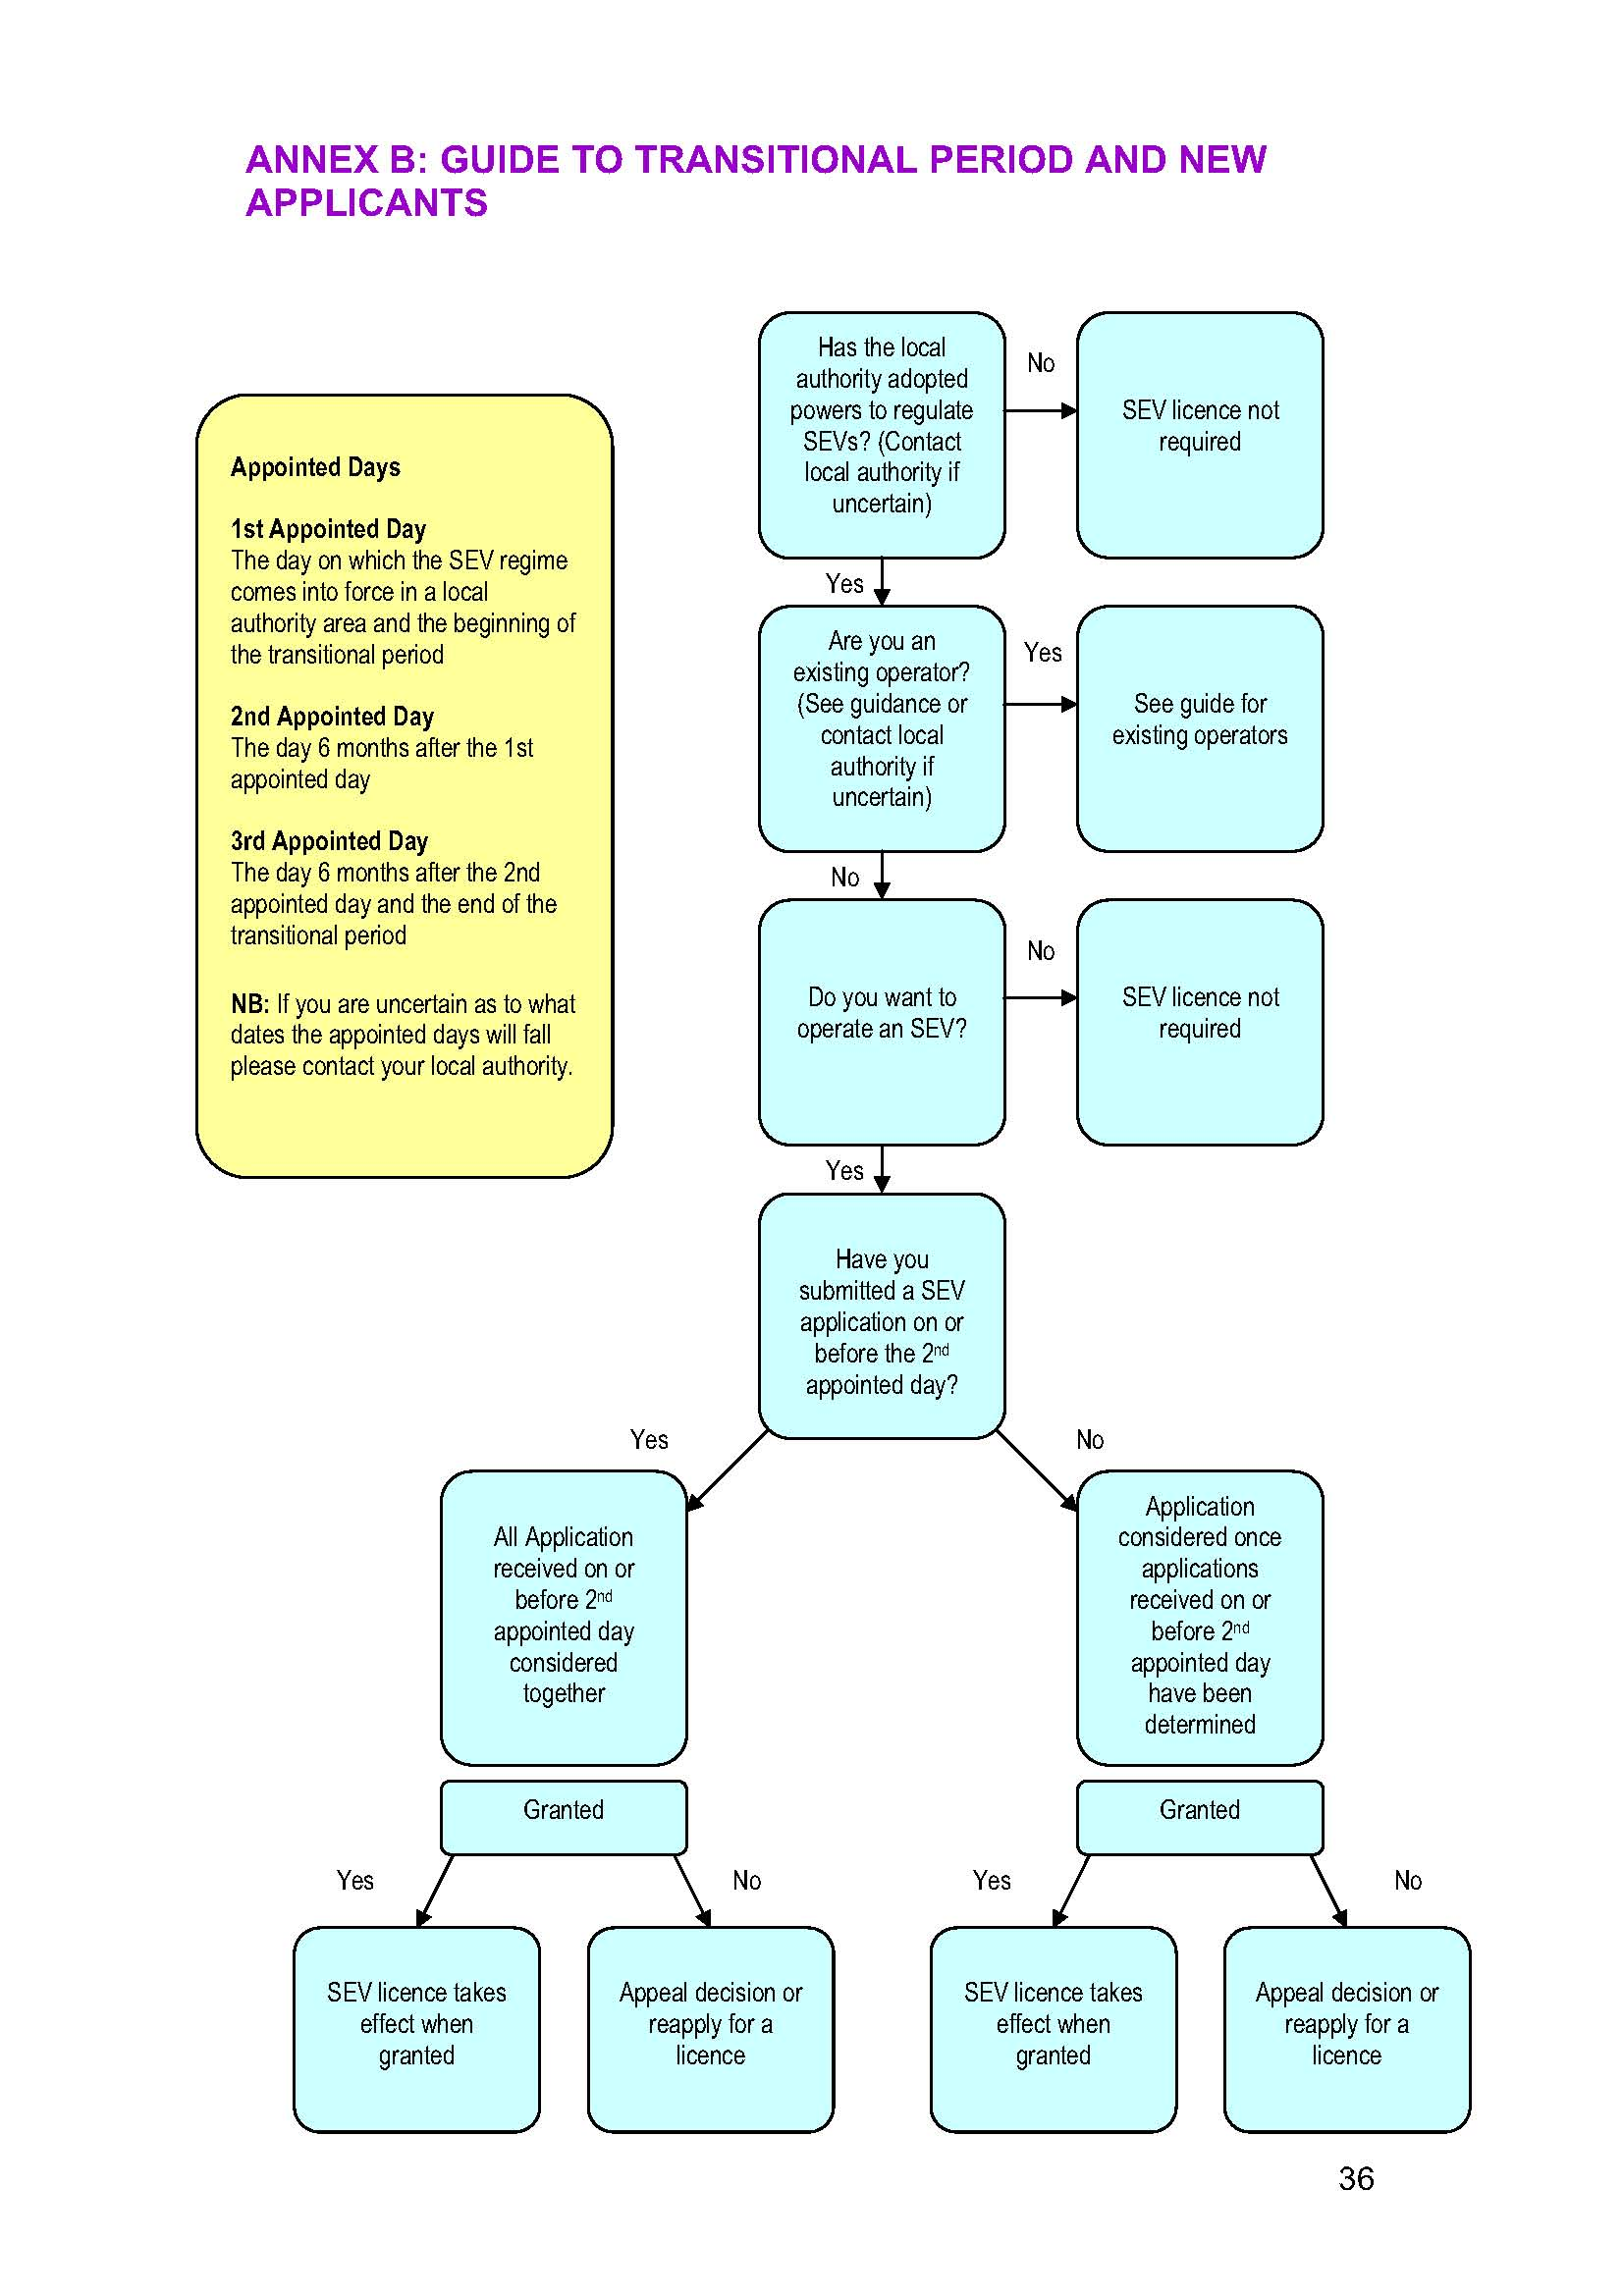 ANNEX B: GUIDE TO TRANSITIONAL PERIOD AND NEW
APPLICANTS
Appointed Days
1st Appointed Day
The day on which the SEV regime
comes into force in a local
authority area and the beginning of
the transitional period
2nd Appointed Day
The day 6 months after the 1st
appointed day
3rd Appointed Day
The day 6 months after the 2nd
appointed day and the end of the
transitional period
NB: If you are uncertain as to what
dates the appointed days will fall
please contact your local authority.
Has the local
authority adopted
powers to regulate
SEVs? (Contact
local authority if
uncertain)
No
SEV licence not
required
Yes
Are you an
existing operator?
(See guidance or
contact local
authority if
uncertain)
Yes
See guide for
existing operators
No
Do you want to
operate an SEV?
No
SEV licence not
required
Yes
Have you
submitted a SEV
application on or
before the 2nd
appointed day?
Yes
No
All Application
received on or
before 2nd
appointed day
considered
together
Application
considered once
applications
received on or
before 2nd
appointed day
have been
determined
Granted
Granted
Yes
No
Yes
No
SEV licence takes
effect when
granted
Appeal decision or
reapply for a
licence
SEV licence takes
effect when
granted
Appeal decision or
reapply for a
licence
36